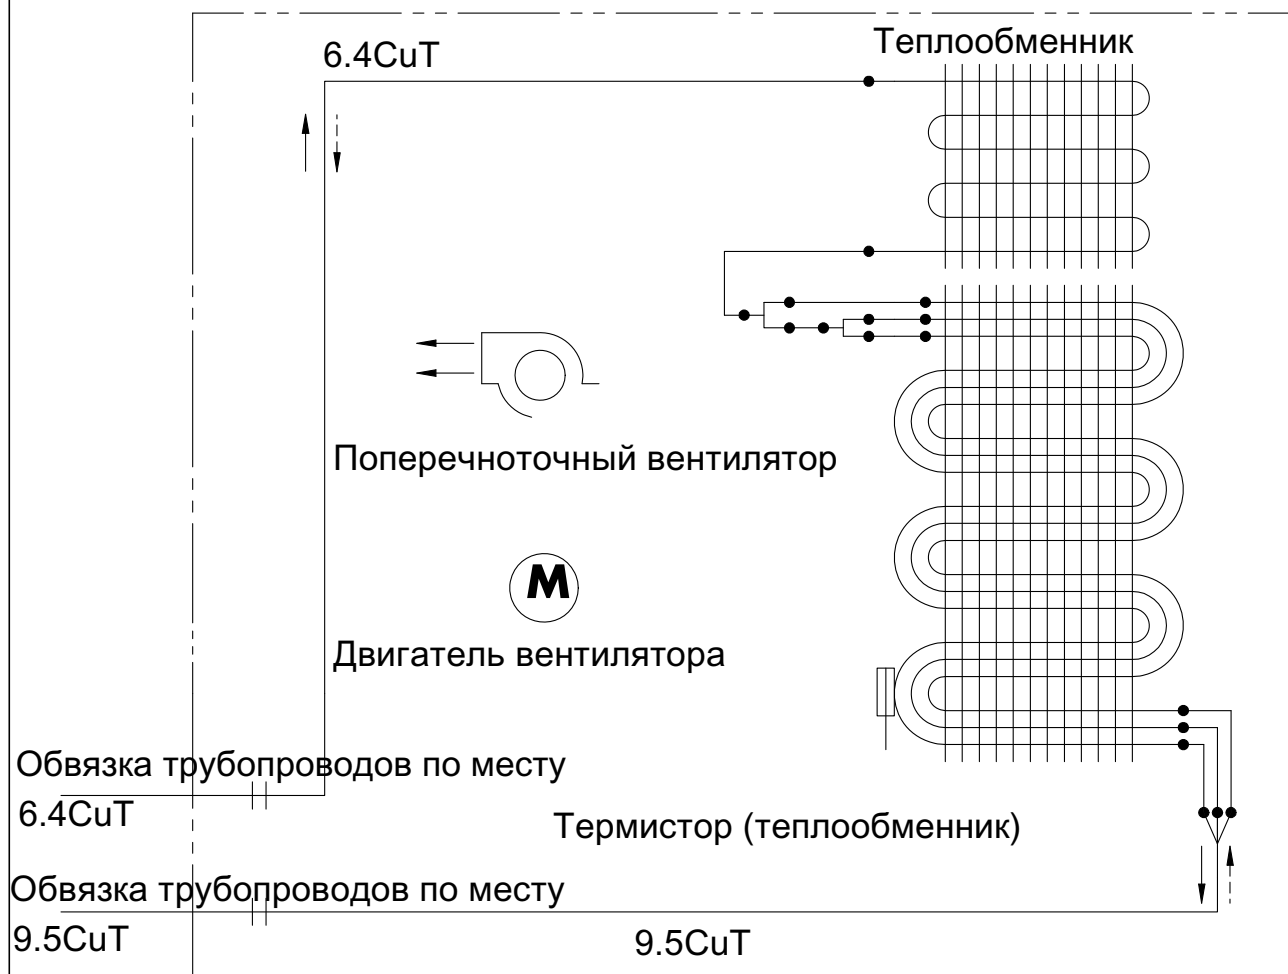 Теплообменник
6.4CuT
Поперечноточный вентилятор
M
Двигатель вентилятора
Обвязка трубопроводов по месту
6.4CuT
Термистор (теплообменник)
Обвязка трубопроводов по месту
9.5CuT
9.5CuT